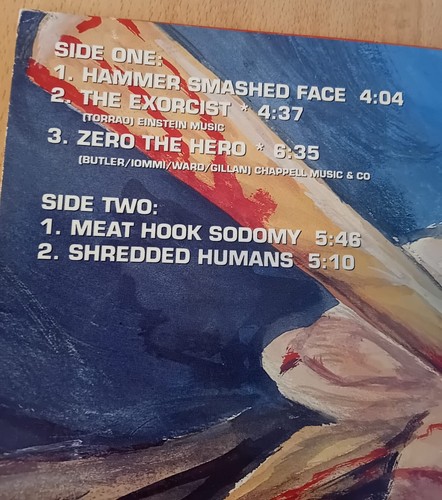 SIDE ONE:
1. HAMMER SMASHED FACE 4:04
2. THE EXORCIST * 4:37
(TORRAO) EINSTEIN MUSIC
3. ZERO THE HERO * 6:35
(BUTLER/IOMMI/WARD/GILLAN) CHAPPELL MUSIC & CO
SIDE TWO:
1. MEAT HOOK SODOMY 5:46
2. SHREDDED HUMANS 5:10